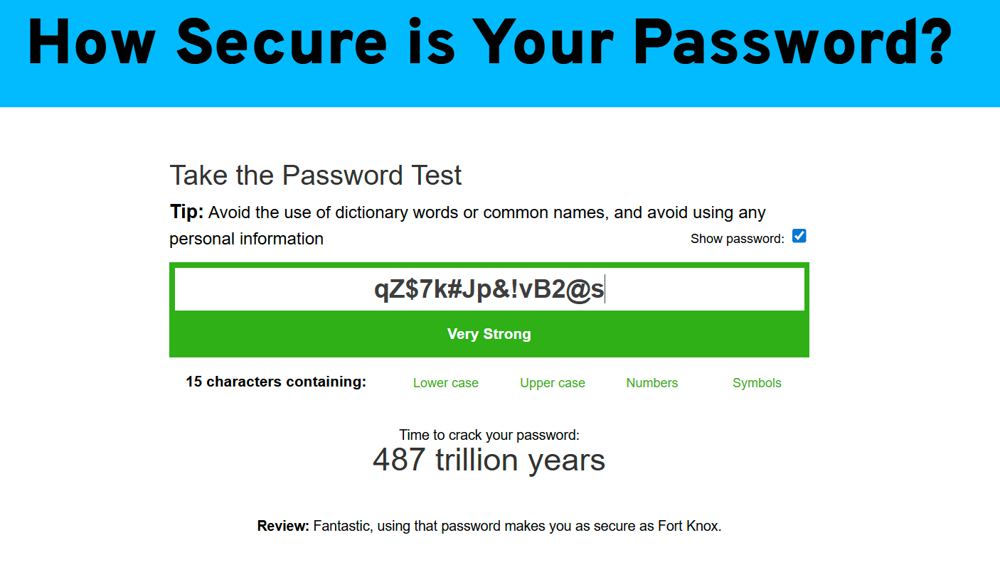 How Secure is Your Password?
Take the Password Test
Tip: Avoid the use of dictionary words or common names, and avoid using any
personal information
Show password:
qZ$7k#Jp&!vB2@s
Very Strong
15 characters containing: Lower case Upper case Numbers Symbols
Time to crack your password:
487 trillion years
Review: Fantastic, using that password makes you as secure as Fort Knox.